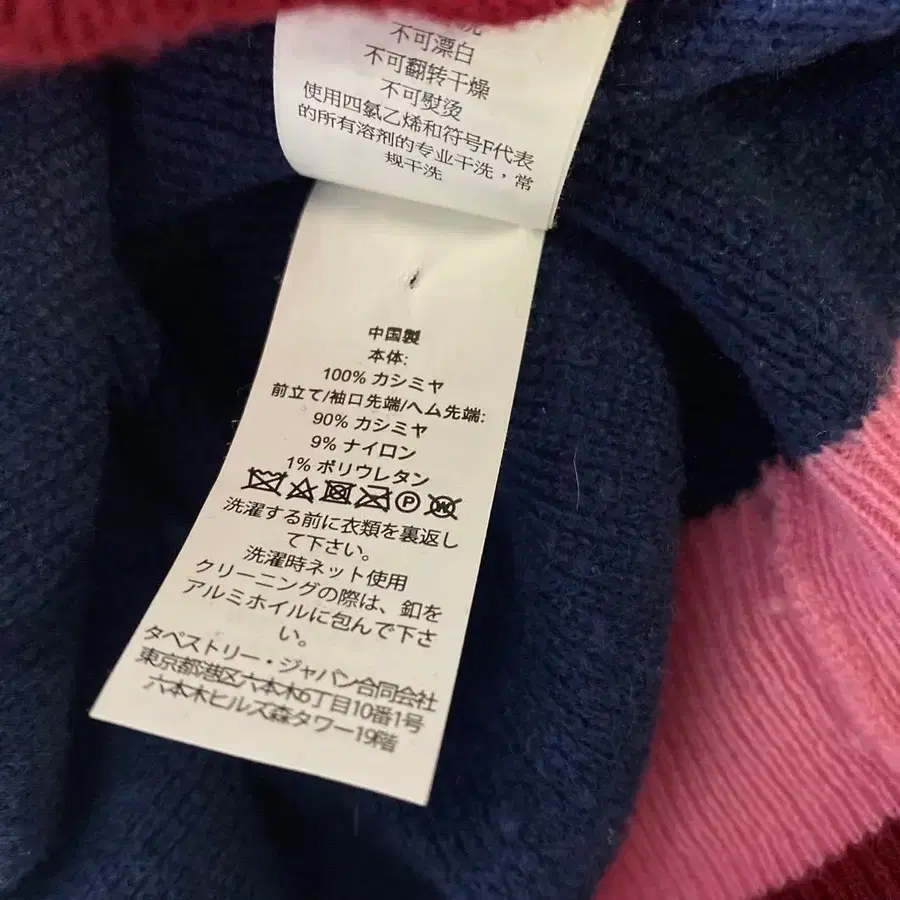 不可漂白
不可翻转干燥
不可熨烫
使用四氯乙烯和符号F代表
的所有溶剂的专业干洗，常
规干洗
中国製
本体:
100% カシミヤ
前立て/袖口先端/ヘム先端:
90% カシミヤ
9% ナイロン
1% ポリウレタン
P W
洗濯する前に衣類を裏返し
て下さい。
洗濯時ネット使用
クリーニングの際は、釦を
アルミホイルに包んで下さ
い。
タペストリー・ジャパン合同会社
東京都港区六本木6丁目10番1号
六本木ヒルズ森タワー19階